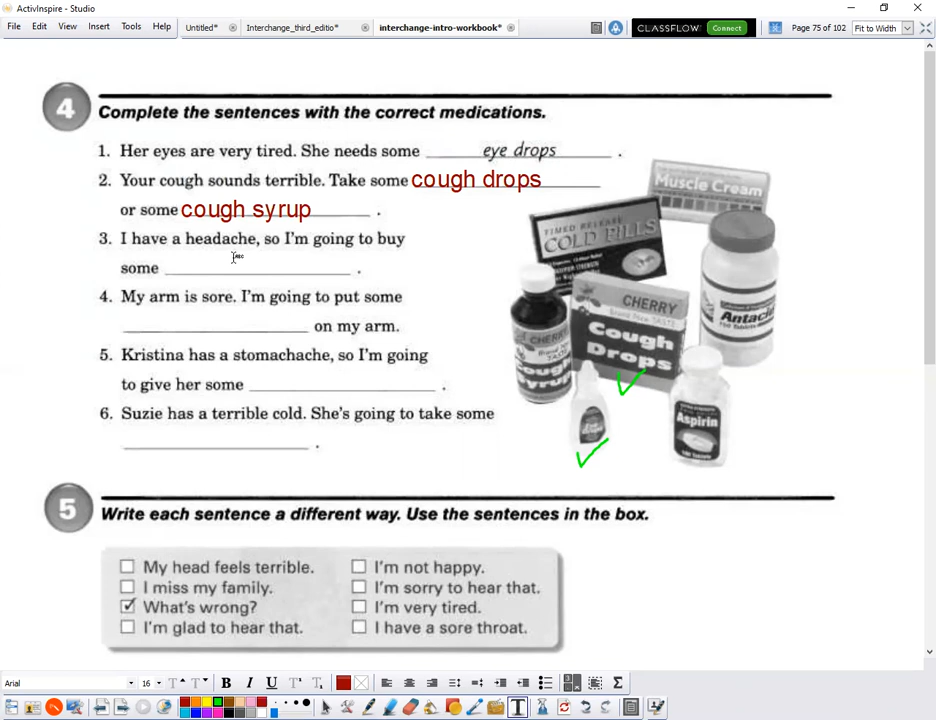 ActivInspire - Studio
File Edit View Insert Tools Help Untitled* Interchange_third_editio* interchange-intro-workbook* CLASSFLOW Connect Page 75 of 102 Fit to Width
4 Complete the sentences with the correct medications.
1. Her eyes are very tired. She needs some eye drops .
2. Your cough sounds terrible. Take some cough drops
or some cough syrup .
3. I have a headache, so I'm going to buy
some .
4. My arm is sore. I'm going to put some
on my arm.
5. Kristina has a stomachache, so I'm going
to give her some .
6. Suzie has a terrible cold. She's going to take some
.
Muscle Cream
TIMED RELEASE
COLD PILLS
CHERRY
Cough
Drops
Antacid
CHERRY
Cough
Syrup
Aspirin
5 Write each sentence a different way. Use the sentences in the box.
My head feels terrible. I'm not happy.
I miss my family. I'm sorry to hear that.
What's wrong? I'm very tired.
I'm glad to hear that. I have a sore throat.
Arial 16 B I U